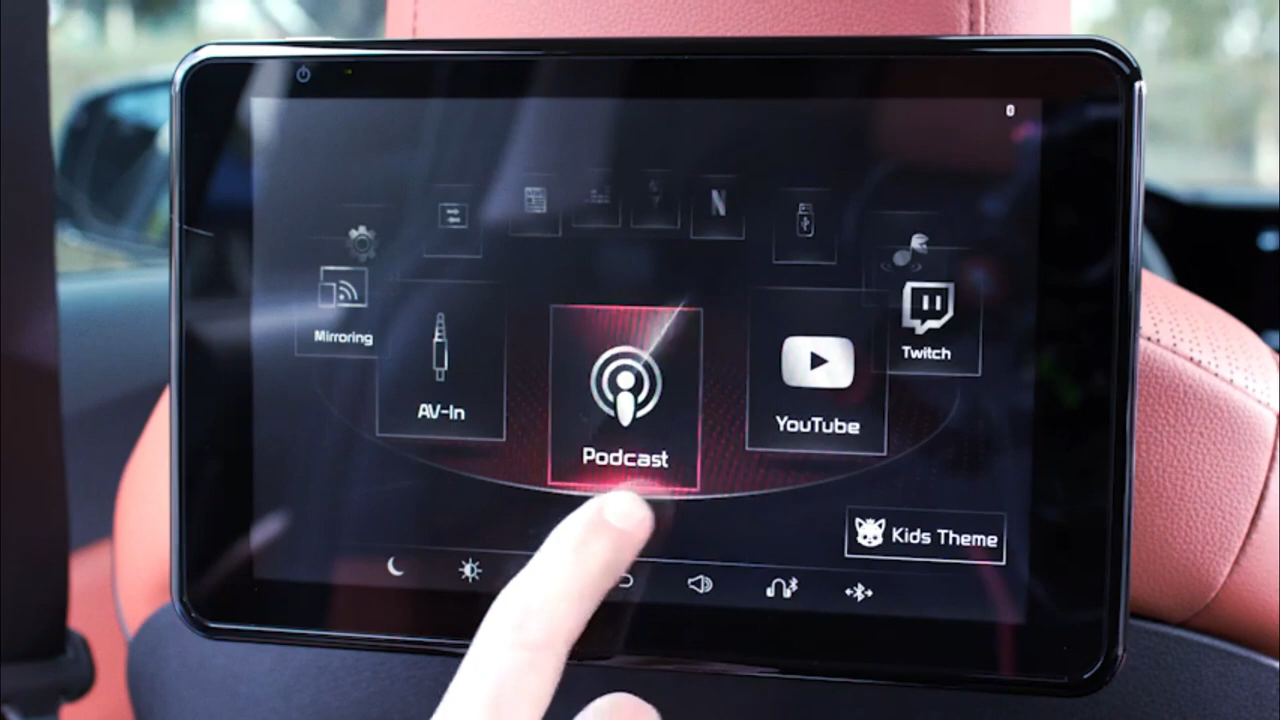 N
Mirroring
AV-In
Podcast
YouTube
Twitch
Kids Theme